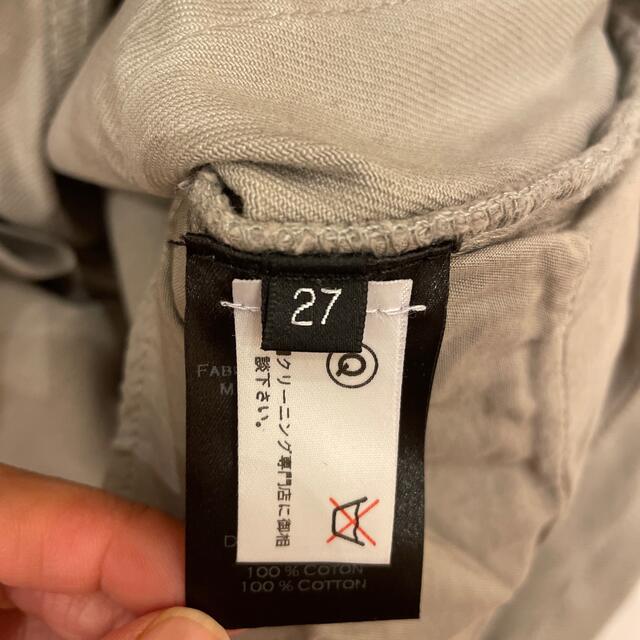 27
Q
クリーニング専門店に御相
談下さい。
FAB
M
D
100 % COTON
100 % COTTON